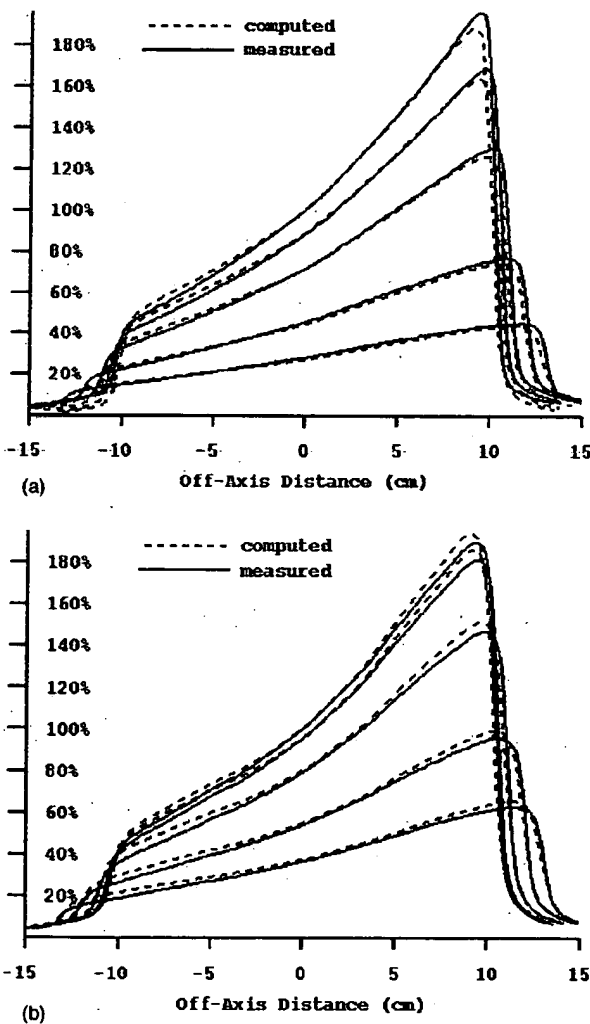 computed
measured
180%
160%
140%
120%
100%
80%
60%
40%
20%
-15 -10 -5 0 5 10 15
Off-Axis Distance (cm)
(a)
computed
measured
180%
160%
140%
120%
100%
80%
60%
40%
20%
-15 -10 -5 0 5 10 15
Off-Axis Distance (cm)
(b)